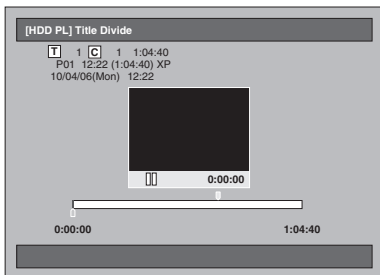 [HDD PL] Title Divide
T 1 C 1 1:04:40
P01 12:22 (1:04:40) XP
10/04/06(Mon) 12:22
0:00:00
0:00:00 1:04:40